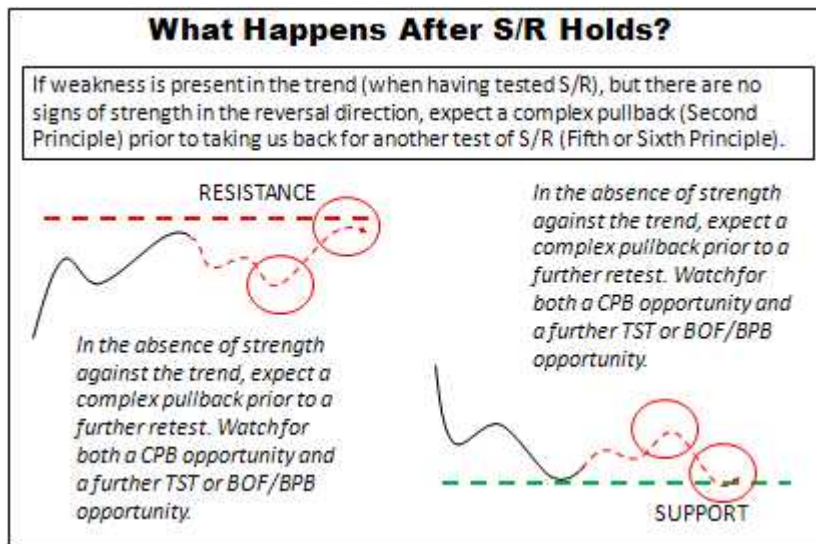 What Happens After S/R Holds?
If weakness is present in the trend (when having tested S/R), but there are no
signs of strength in the reversal direction, expect a complex pullback (Second
Principle) prior to taking us back for another test of S/R (Fifth or Sixth Principle).
RESISTANCE
In the absence of strength
against the trend, expect a
complex pullback prior to a
further retest. Watch for
both a CPB opportunity and
a further TST or BOF/BPB
opportunity.
In the absence of strength
against the trend, expect a
complex pullback prior to a
further retest. Watch for
both a CPB opportunity and
a further TST or BOF/BPB
opportunity.
SUPPORT